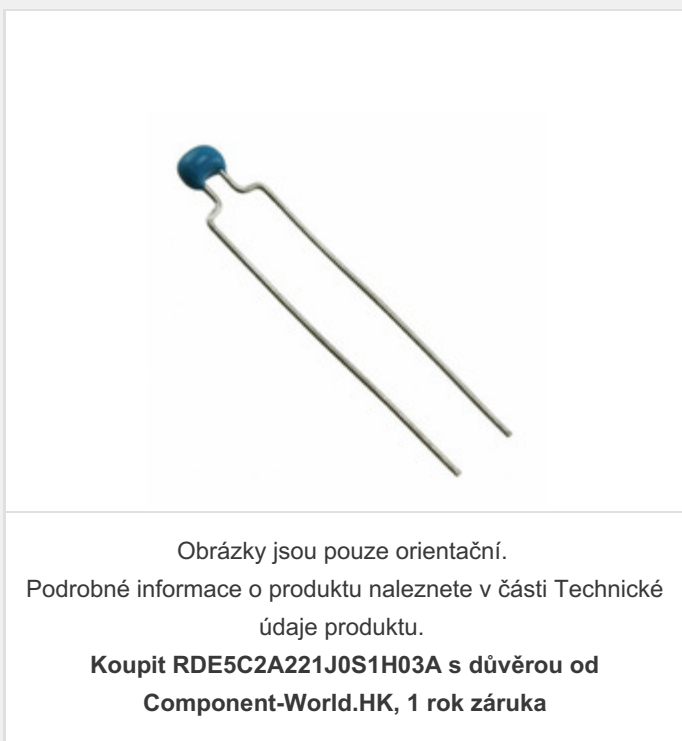 Obrázky jsou pouze orientační.
Podrobné informace o produktu naleznete v části Technické
údaje produktu.
Koupit RDE5C2A221J0S1H03A s důvěrou od
Component-World.HK, 1 rok záruka